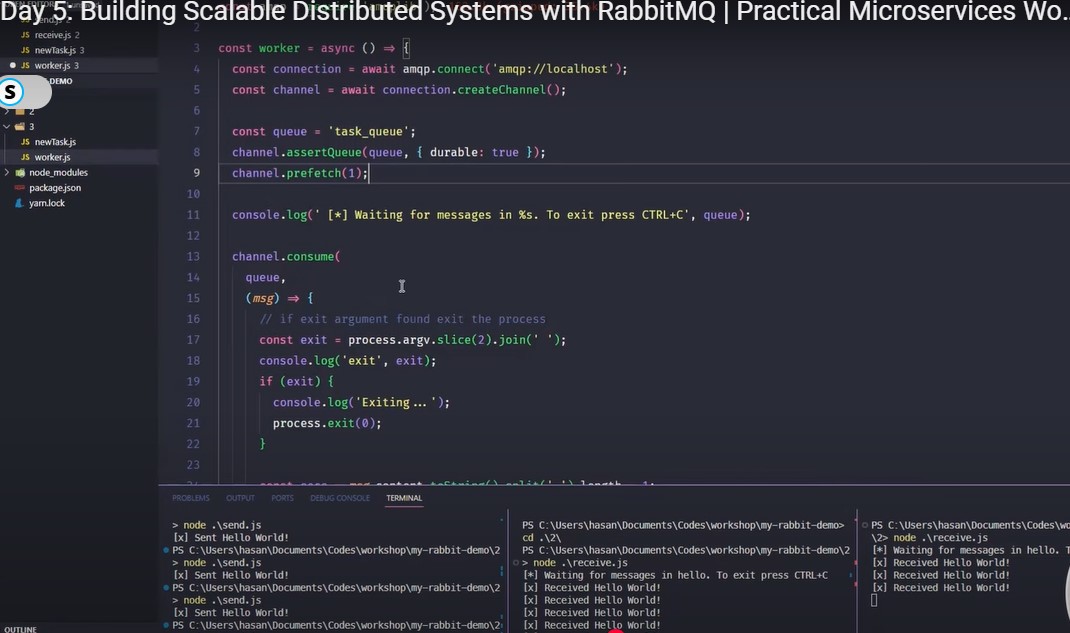 Day 5: Building Scalable Distributed Systems with RabbitMQ | Practical Microservices Wo...
send.js 2
JS receive.js 2
JS newTask.js 3
JS worker.js 3
DEMO
S
2
3
JS newTask.js
JS worker.js
node_modules
package.json
yarn.lock
OUTLINE
2
3 const worker = async () => {
4 const connection = await amqp.connect('amqp://localhost');
5 const channel = await connection.createChannel();
6
7 const queue = 'task_queue';
8 channel.assertQueue(queue, { durable: true });
9 channel.prefetch(1);
10
11 console.log(' [*] Waiting for messages in %s. To exit press CTRL+C', queue);
12
13 channel.consume(
14 queue,
15 (msg) => {
16 // if exit argument found exit the process
17 const exit = process.argv.slice(2).join(' ');
18 console.log('exit', exit);
19 if (exit) {
20 console.log('Exiting...');
21 process.exit(0);
22 }
23
PROBLEMS OUTPUT PORTS DEBUG CONSOLE TERMINAL
> node .\send.js
[x] Sent Hello World!
PS C:\Users\hasan\Documents\Codes\workshop\my-rabbit-demo\2
> node .\send.js
[x] Sent Hello World!
PS C:\Users\hasan\Documents\Codes\workshop\my-rabbit-demo\2
> node .\send.js
[x] Sent Hello World!
PS C:\Users\hasan\Documents\Codes\workshop\my-rabbit-demo\2
PS C:\Users\hasan\Documents\Codes\workshop\my-rabbit-demo>
cd .\2\
PS C:\Users\hasan\Documents\Codes\workshop\my-rabbit-demo\2
> node .\receive.js
[*] Waiting for messages in hello. To exit press CTRL+C
[x] Received Hello World!
[x] Received Hello World!
[x] Received Hello World!
[x] Received Hello World!
PS C:\Users\hasan\Documents\Codes\wo
\2> node .\receive.js
[*] Waiting for messages in hello. T
[x] Received Hello World!
[x] Received Hello World!
[x] Received Hello World!